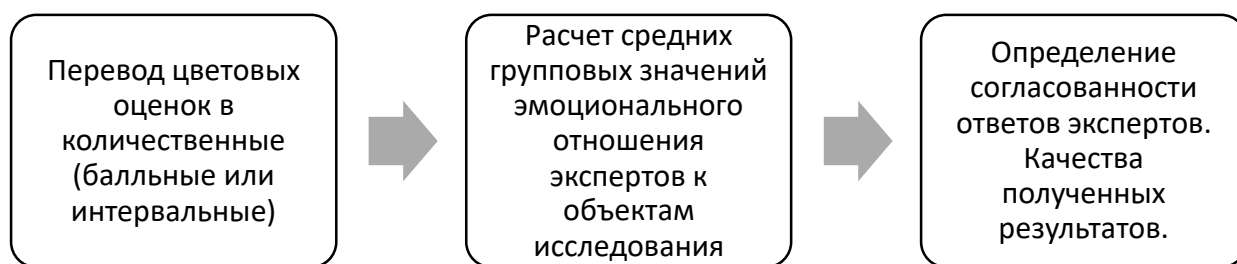 Перевод цветовых
оценок в
количественные
(балльные или
интервальные)
Расчет средних
групповых значений
эмоционального
отношения
экспертов к
объектам
исследования
Определение
согласованности
ответов экспертов.
Качества
полученных
результатов.